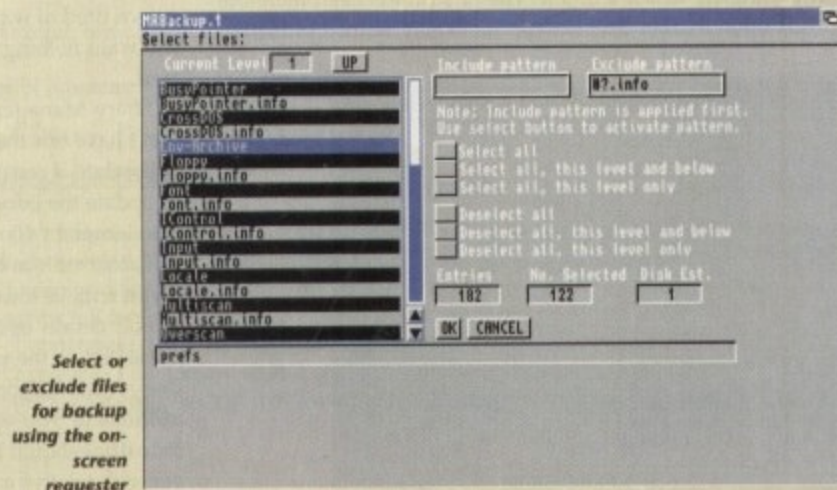 MRBackup.1
Select files:
Current Level 1 UP
Include pattern Exclude pattern
#?.info
Note: Include pattern is applied first.
Use select button to activate pattern.
BusyPointer
BusyPointer.info
CrossDOS
CrossDOS.info
Env-Archive
Floppy
Floppy.info
Font
Font.info
IControl
IControl.info
Input
Input.info
Locale
Locale.info
Multiscan
Multiscan.info
Overscan
Select all
Select all, this level and below
Select all, this level only
Deselect all
Deselect all, this level and below
Deselect all, this level only
Entries No. Selected Disk Est.
182 122 1
OK CANCEL
prefs
Select or
exclude files
for backup
using the on-
screen
requester